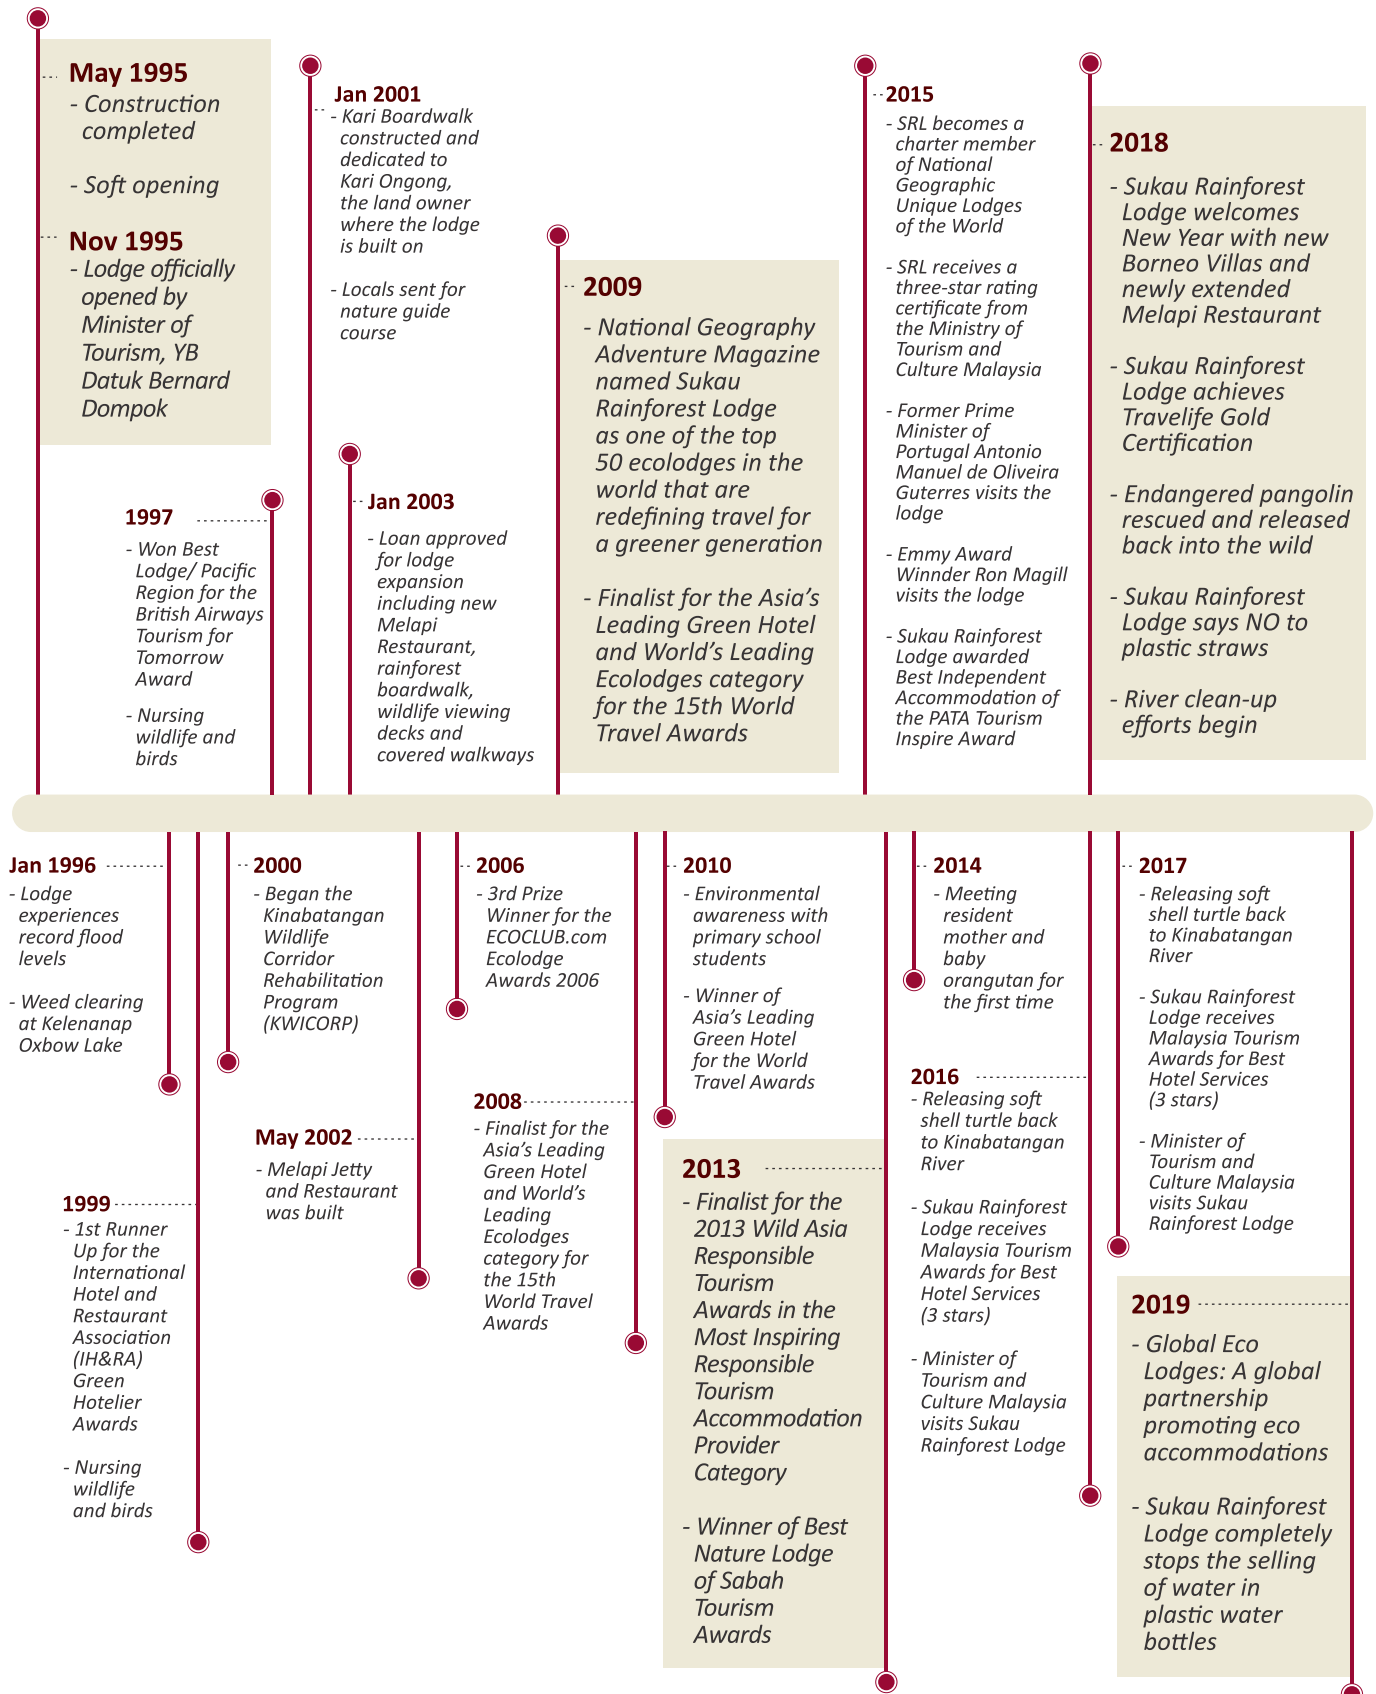 May 1995
- Construction
completed
- Soft opening
Nov 1995
- Lodge officially
opened by
Minister of
Tourism, YB
Datuk Bernard
Dompok
1997
- Won Best
Lodge/ Pacific
Region for the
British Airways
Tourism for
Tomorrow
Award
- Nursing
wildlife and
birds
Jan 2001
- Kari Boardwalk
constructed and
dedicated to
Kari Ongong,
the land owner
where the lodge
is built on
- Locals sent for
nature guide
course
Jan 2003
- Loan approved
for lodge
expansion
including new
Melapi
Restaurant,
rainforest
boardwalk,
wildlife viewing
decks and
covered walkways
2009
- National Geography
Adventure Magazine
named Sukau
Rainforest Lodge
as one of the top
50 ecolodges in the
world that are
redefining travel for
a greener generation
- Finalist for the Asia's
Leading Green Hotel
and World's Leading
Ecolodges category
for the 15th World
Travel Awards
2015
- SRL becomes a
charter member
of National
Geographic
Unique Lodges
of the World
- SRL receives a
three-star rating
certificate from
the Ministry of
Tourism and
Culture Malaysia
- Former Prime
Minister of
Portugal Antonio
Manuel de Oliveira
Guterres visits the
lodge
- Emmy Award
Winnder Ron Magill
visits the lodge
- Sukau Rainforest
Lodge awarded
Best Independent
Accommodation of
the PATA Tourism
Inspire Award
2018
- Sukau Rainforest
Lodge welcomes
New Year with new
Borneo Villas and
newly extended
Melapi Restaurant
- Sukau Rainforest
Lodge achieves
Travelife Gold
Certification
- Endangered pangolin
rescued and released
back into the wild
- Sukau Rainforest
Lodge says NO to
plastic straws
- River clean-up
efforts begin
Jan 1996
- Lodge
experiences
record flood
levels
- Weed clearing
at Kelenanap
Oxbow Lake
1999
- 1st Runner
Up for the
International
Hotel and
Restaurant
Association
(IH&RA)
Green
Hotelier
Awards
- Nursing
wildlife
and birds
2000
- Began the
Kinabatangan
Wildlife
Corridor
Rehabilitation
Program
(KWICORP)
May 2002
- Melapi Jetty
and Restaurant
was built
2006
- 3rd Prize
Winner for the
ECOCLUB.com
Ecolodge
Awards 2006
2008
- Finalist for the
Asia's Leading
Green Hotel
and World's
Leading
Ecolodges
category for
the 15th
World Travel
Awards
2010
- Environmental
awareness with
primary school
students
- Winner of
Asia's Leading
Green Hotel
for the World
Travel Awards
2013
- Finalist for the
2013 Wild Asia
Responsible
Tourism
Awards in the
Most Inspiring
Responsible
Tourism
Accommodation
Provider
Category
- Winner of Best
Nature Lodge
of Sabah
Tourism
Awards
2014
- Meeting
resident
mother and
baby
orangutan for
the first time
2016
- Releasing soft
shell turtle back
to Kinabatangan
River
- Sukau Rainforest
Lodge receives
Malaysia Tourism
Awards for Best
Hotel Services
(3 stars)
- Minister of
Tourism and
Culture Malaysia
visits Sukau
Rainforest Lodge
2017
- Releasing soft
shell turtle back
to Kinabatangan
River
- Sukau Rainforest
Lodge receives
Malaysia Tourism
Awards for Best
Hotel Services
(3 stars)
- Minister of
Tourism and
Culture Malaysia
visits Sukau
Rainforest Lodge
2019
- Global Eco
Lodges: A global
partnership
promoting eco
accommodations
- Sukau Rainforest
Lodge completely
stops the selling
of water in
plastic water
bottles